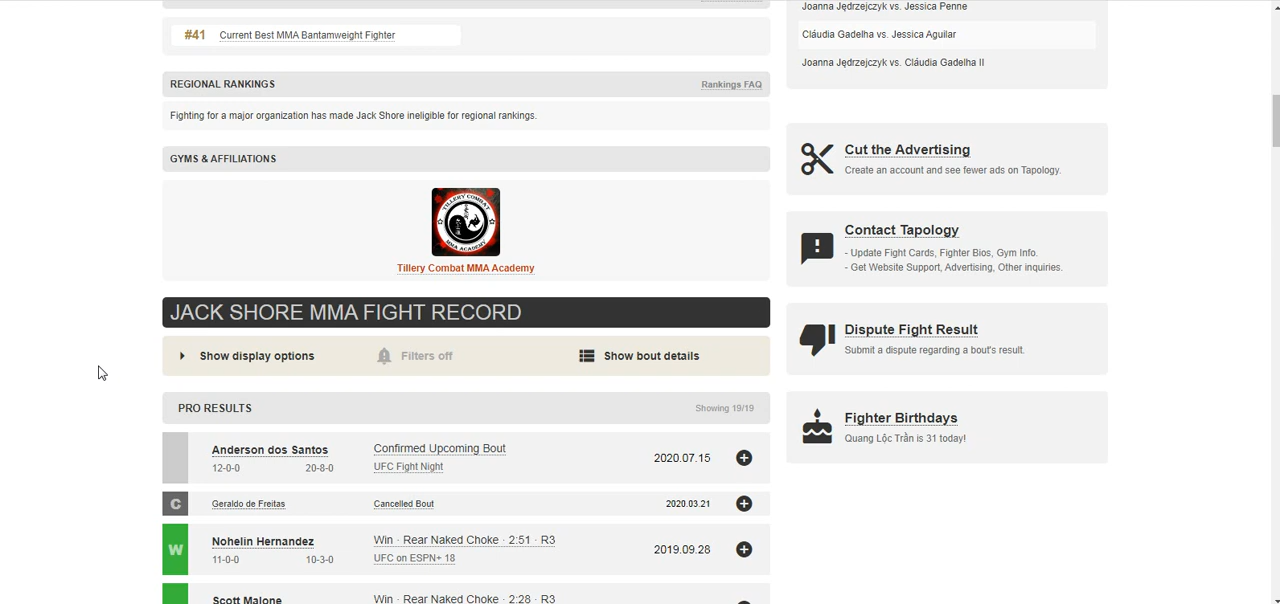 Joanna Jędrzejczyk vs. Jessica Penne
#41 Current Best MMA Bantamweight Fighter
Cláudia Gadelha vs. Jessica Aguilar
Joanna Jędrzejczyk vs. Cláudia Gadelha II
REGIONAL RANKINGS
Rankings FAQ
Fighting for a major organization has made Jack Shore ineligible for regional rankings.
GYMS & AFFILIATIONS
TILLERY COMBAT
MMA ACADEMY
Tillery Combat MMA Academy
JACK SHORE MMA FIGHT RECORD
Show display options
Filters off
Show bout details
PRO RESULTS
Showing 19/19
Anderson dos Santos
12-0-0
20-8-0
Confirmed Upcoming Bout
UFC Fight Night
2020.07.15
C
Geraldo de Freitas
Cancelled Bout
2020.03.21
W
Nohelin Hernandez
11-0-0
10-3-0
Win · Rear Naked Choke · 2:51 · R3
UFC on ESPN+ 18
2019.09.28
Scott Malone
Win · Rear Naked Choke · 2:28 · R3
Cut the Advertising
Create an account and see fewer ads on Tapology.
Contact Tapology
- Update Fight Cards, Fighter Bios, Gym Info.
- Get Website Support, Advertising, Other inquiries.
Dispute Fight Result
Submit a dispute regarding a bout's result.
Fighter Birthdays
Quang Lộc Trần is 31 today!